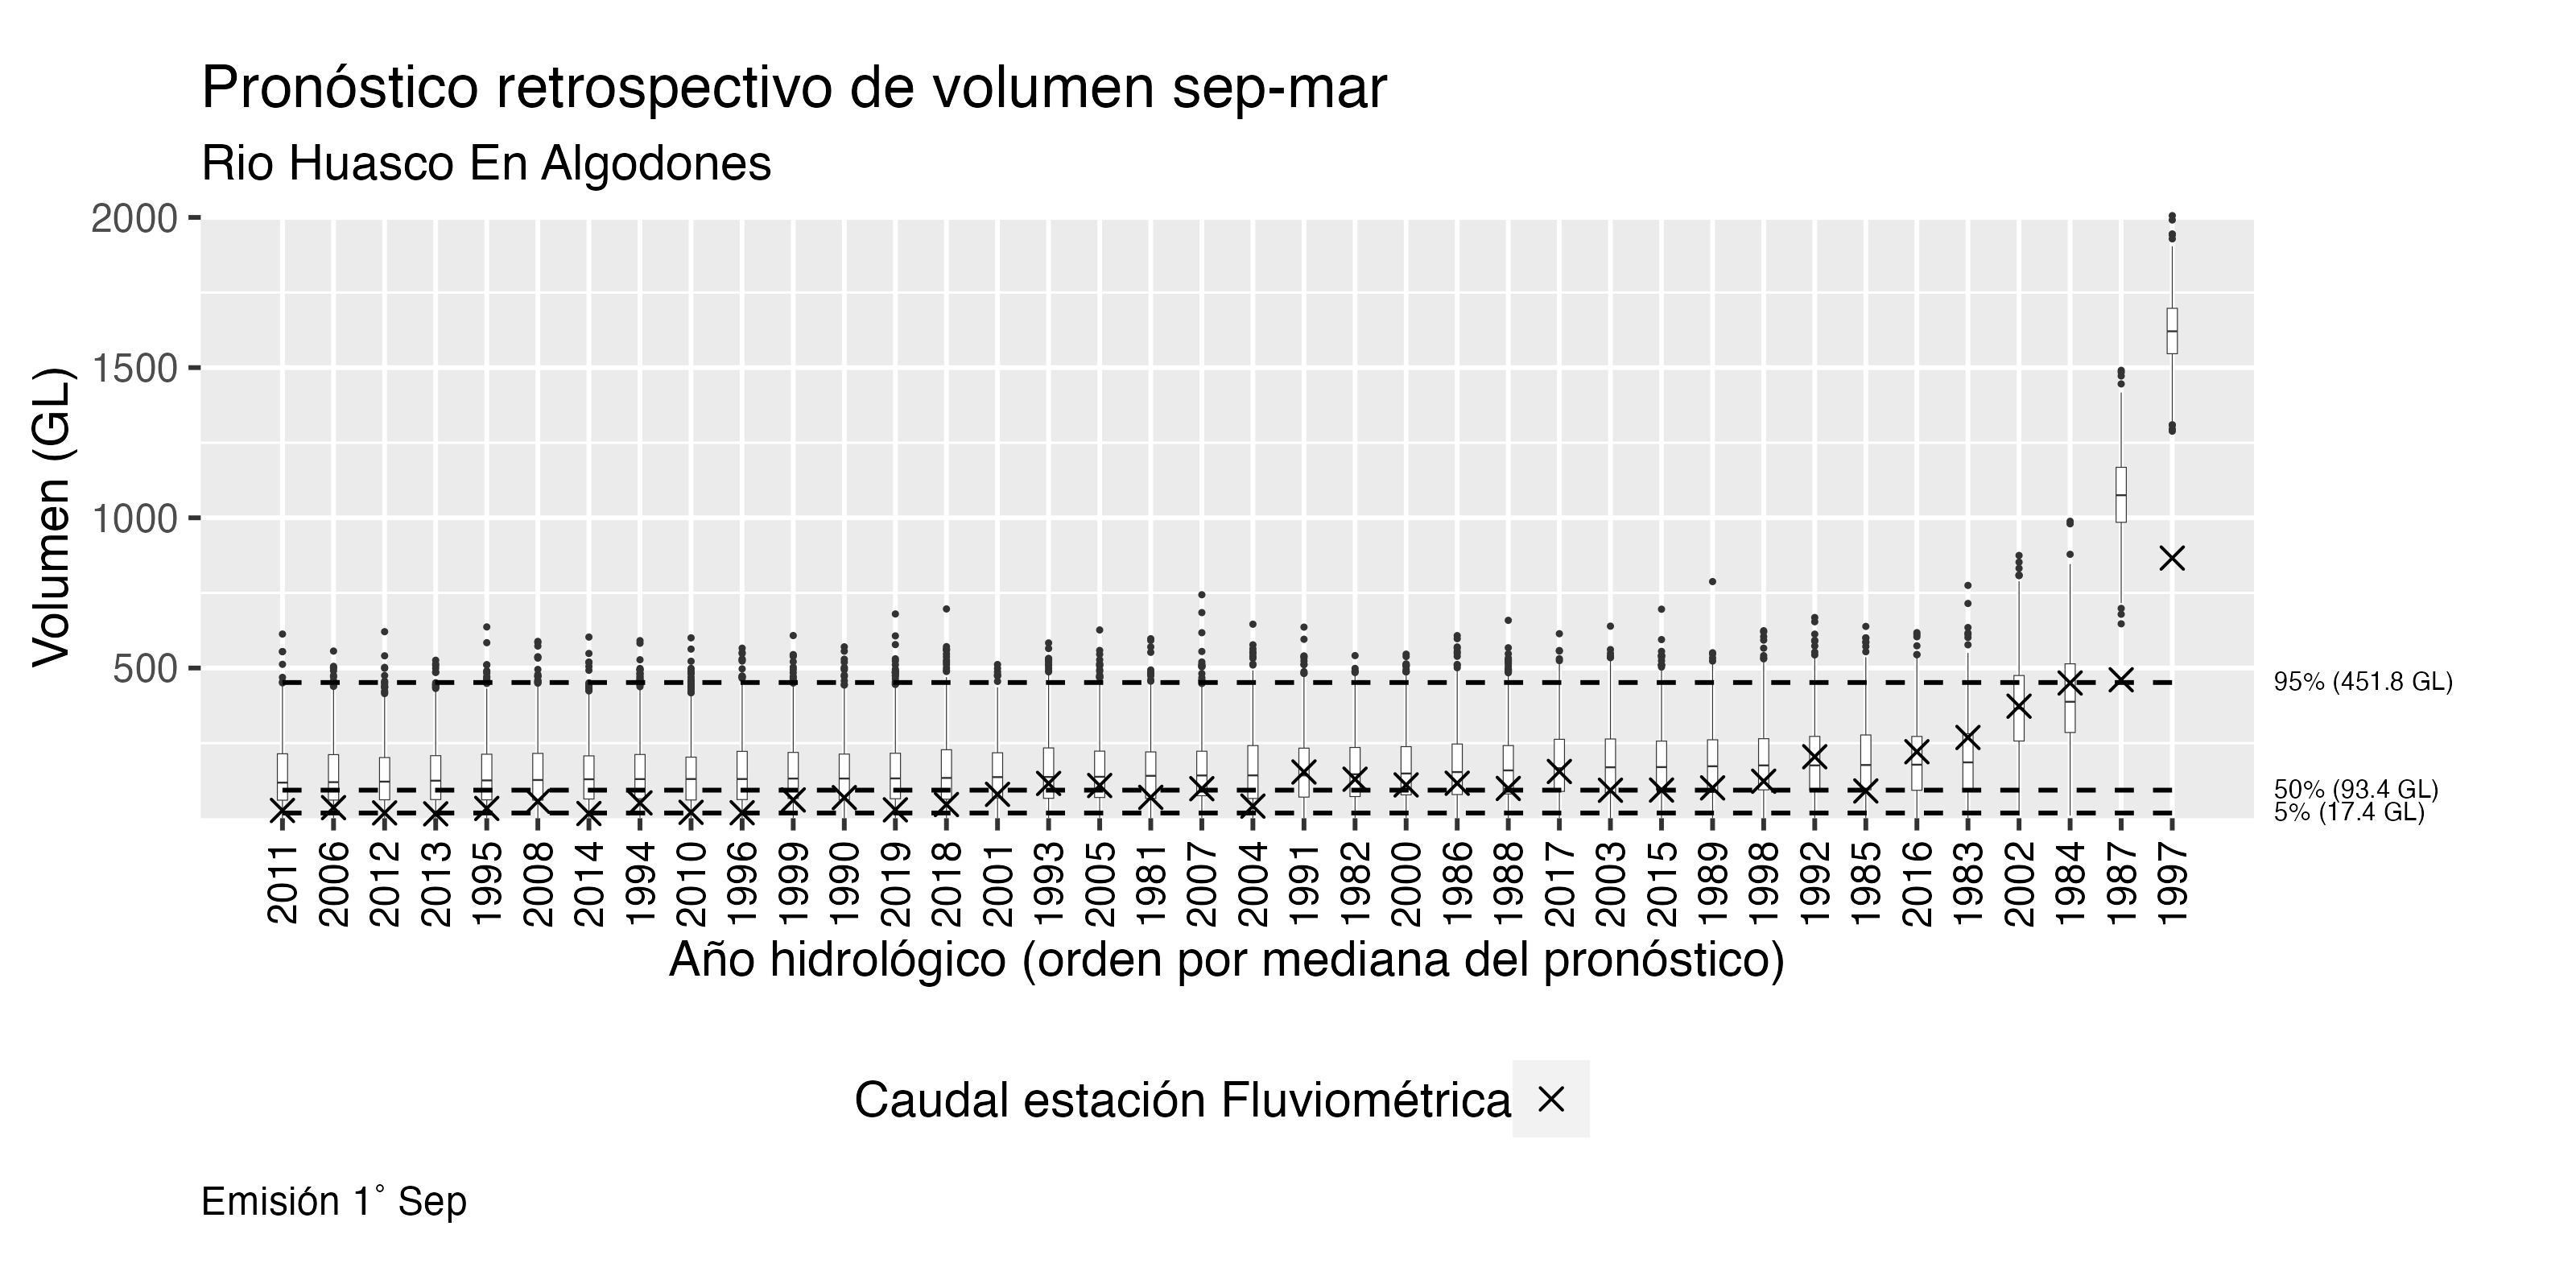 Pronóstico retrospectivo de volumen sep-mar
Rio Huasco En Algodones
Volumen (GL)
2000
1500
1000
500
95% (451.8 GL)
50% (93.4 GL)
5% (17.4 GL)
2011 2006 2012 2013 1995 2008 2014 1994 2010 1996 1999 1990 2019 2018 2001 1993 2005 1981 2007 2004 1991 1982 2000 1986 1988 2017 2003 2015 1989 1998 1992 1985 2016 1983 2002 1984 1987 1997
Año hidrológico (orden por mediana del pronóstico)
Caudal estación Fluviométrica
Emisión 1° Sep